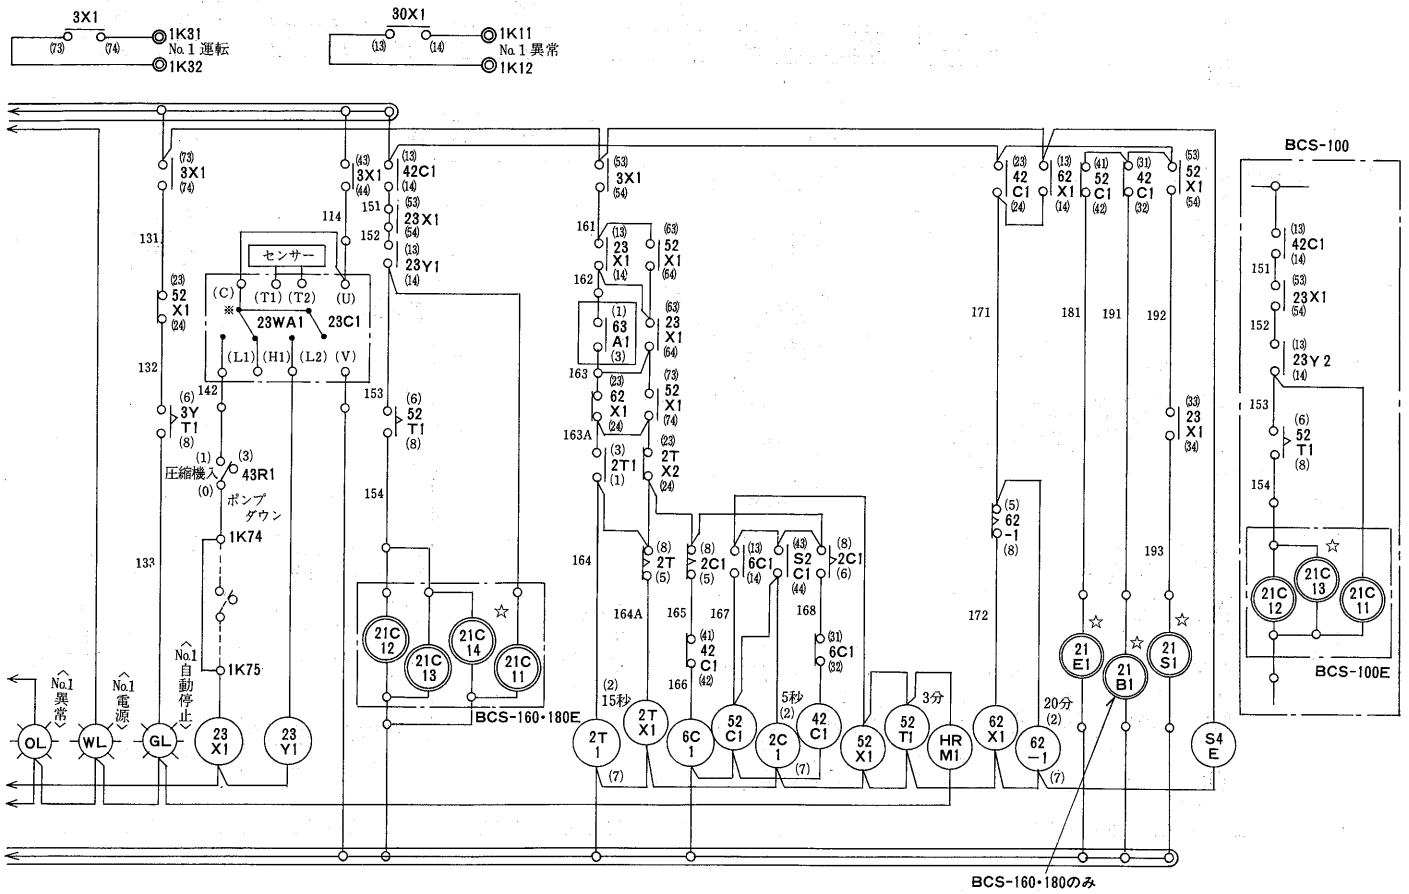 3X1
(73) (74)
1K31
No.1 運転
1K32
30X1
(13) (14)
1K11
No.1 異常
1K12
(73)
3X1
(74)
131
(23)
52
X1
(24)
132
(6)
3Y
T1
(8)
133
(43)
3X1
(44)
114
センサー
(C) (T1) (T2) (U)
※
23WA1 23C1
(L1) (H1) (L2) (V)
142
(1) (3)
圧縮機入 43R1
(0)
ポンプ
ダウン
1K74
1K75
(13)
42C1
(14)
151
(53)
23X1
(54)
152
(13)
23Y1
(14)
153
(6)
52
T1
(8)
154
☆
21C
12
21C
13
21C
14
21C
11
BCS-160・180E
(53)
3X1
(54)
161
(13)
23
X1
(14)
(63)
52
X1
(64)
162
(1)
63
A1
(3)
(63)
23
X1
(64)
163
(23)
62
X1
(24)
(73)
52
X1
(74)
163A
(3)
2T1
(1)
(23)
2T
X2
(24)
164
(8)
2T
(5)
164A
(8)
2C1
(5)
165
(41)
42
C1
(42)
166
(13)
6C1
(14)
167
(43)
S2
C1
(44)
(8)
2C1
(6)
168
(31)
6C1
(32)
(23)
42
C1
(24)
(13)
62
X1
(14)
171
(5)
62
-1
(8)
172
(41)
52
C1
(42)
181
(31)
42
C1
(32)
191
(53)
52
X1
(54)
192
(33)
23
X1
(34)
193
☆
21
E1
☆
21
B1
☆
21
S1
〈No.1異常〉
〈No.1電源〉
〈No.1自動停止〉
OL
WL
GL
23
X1
23
Y1
(2)
15秒
2T
1
(7)
2T
X1
6C
1
52
C1
5秒
(2)
2C
1
(7)
42
C1
52
X1
3分
52
T1
HR
M1
62
X1
20分
(2)
62
-1
(7)
S4
E
BCS-160・180のみ
BCS-100
(13)
42C1
(14)
151
(53)
23X1
(54)
152
(13)
23Y2
(14)
153
(6)
52
T1
(8)
154
☆
21C
12
21C
13
21C
11
BCS-100E